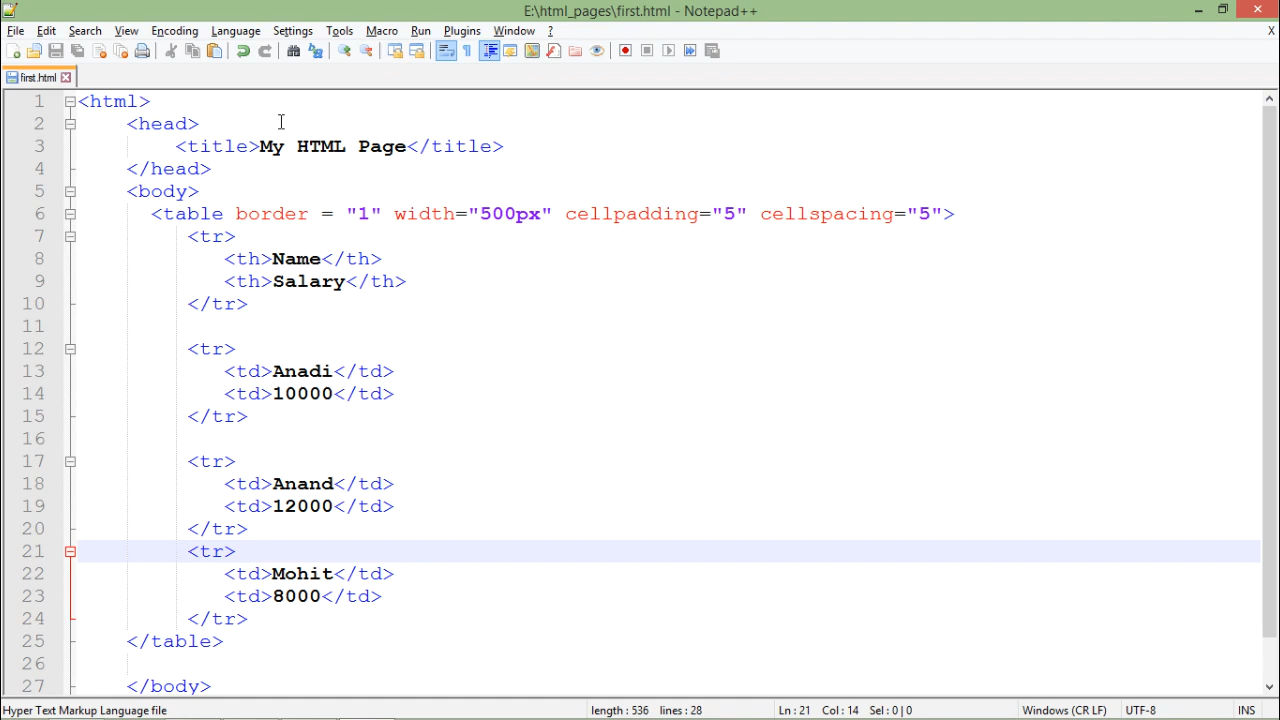 E:\html_pages\first.html - Notepad++
File Edit Search View Encoding Language Settings Tools Macro Run Plugins Window ? X
first.html
1 <html>
2 <head>
3 <title>My HTML Page</title>
4 </head>
5 <body>
6 <table border = "1" width="500px" cellpadding="5" cellspacing="5">
7 <tr>
8 <th>Name</th>
9 <th>Salary</th>
10 </tr>
11
12 <tr>
13 <td>Anadi</td>
14 <td>10000</td>
15 </tr>
16
17 <tr>
18 <td>Anand</td>
19 <td>12000</td>
20 </tr>
21 <tr>
22 <td>Mohit</td>
23 <td>8000</td>
24 </tr>
25 </table>
26
27 </body>
Hyper Text Markup Language file length : 536 lines : 28 Ln : 21 Col : 14 Sel : 0 | 0 Windows (CR LF) UTF-8 INS